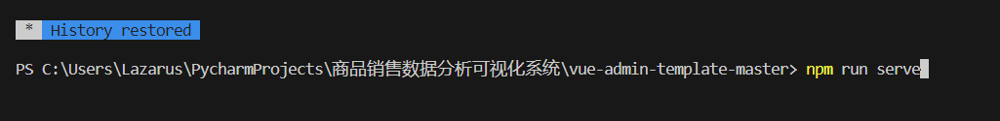 * History restored
PS C:\Users\Lazarus\PycharmProjects\商品销售数据分析可视化系统\vue-admin-template-master> npm run serve